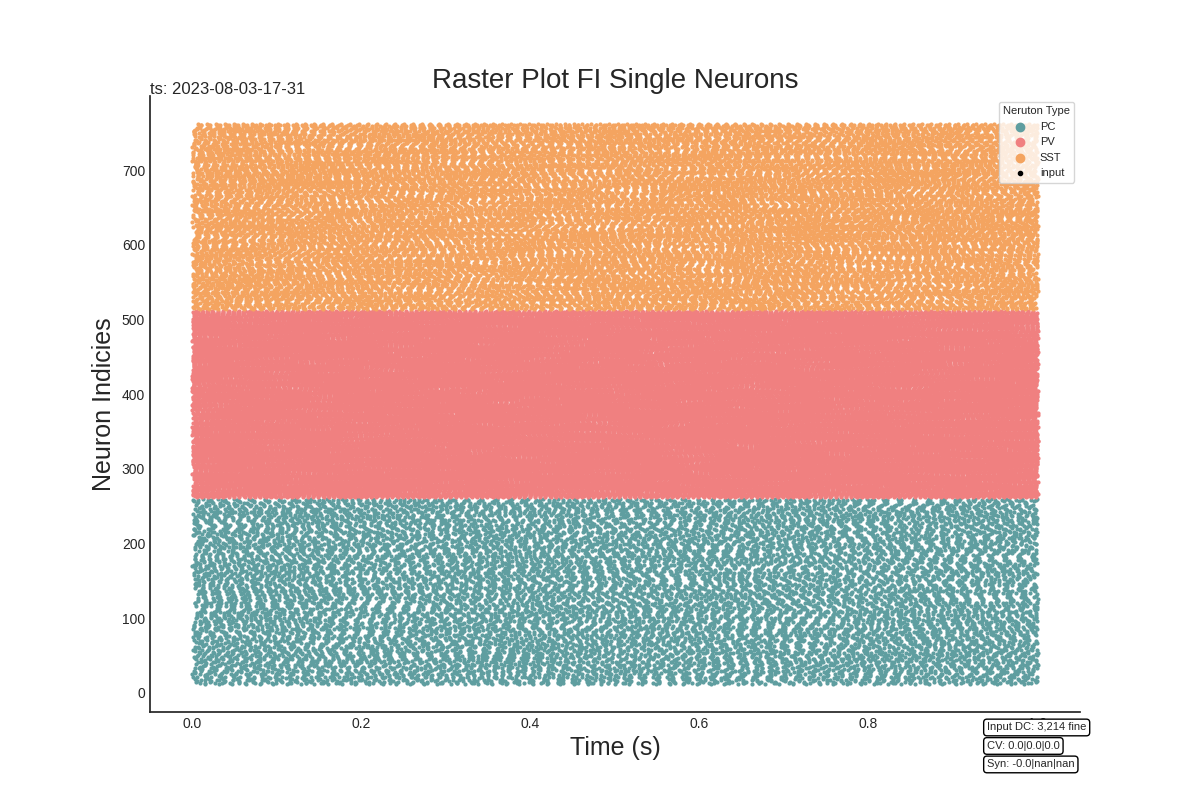 Raster Plot FI Single Neurons
ts: 2023-08-03-17-31
Neruton Type
PC
PV
SST
input
Neuron Indicies
700
600
500
400
300
200
100
0
0.0 0.2 0.4 0.6 0.8
Time (s)
Input DC: 3,214 fine
CV: 0.0|0.0|0.0
Syn: -0.0|nan|nan